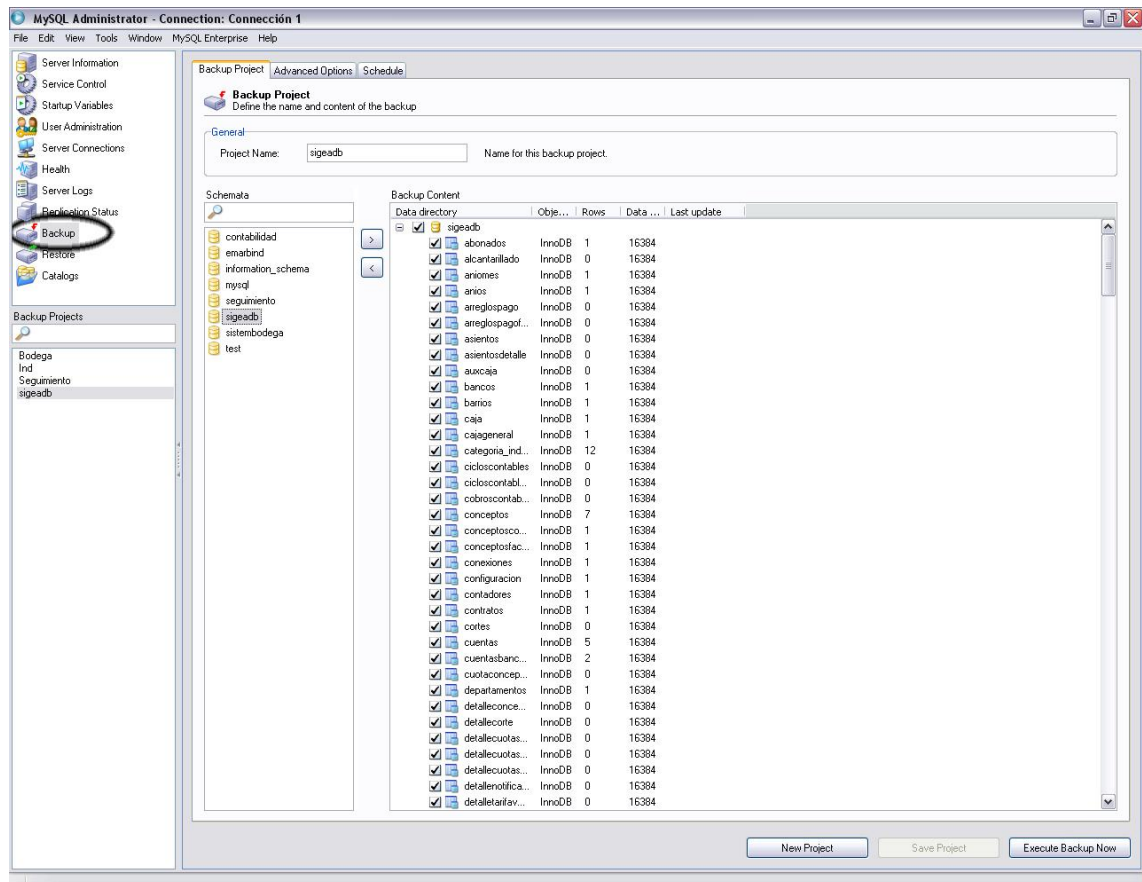 MySQL Administrator - Connection: Connección 1
File Edit View Tools Window MySQL Enterprise Help
Server Information
Service Control
Startup Variables
User Administration
Server Connections
Health
Server Logs
Replication Status
Backup
Restore
Catalogs
Backup Projects
Bodega
Ind
Seguimiento
sigeadb
Backup Project Advanced Options Schedule
Backup Project
Define the name and content of the backup
General
Project Name: sigeadb Name for this backup project.
Schemata
contabilidad
emarbind
information_schema
mysql
seguimiento
sigeadb
sistembodega
test
>
<
Backup Content
Data directory Obje... Rows Data ... Last update
sigeadb
abonados InnoDB 1 16384
alcantarillado InnoDB 0 16384
aniomes InnoDB 1 16384
anios InnoDB 1 16384
arreglospago InnoDB 0 16384
arreglospagof... InnoDB 0 16384
asientos InnoDB 0 16384
asientosdetalle InnoDB 0 16384
auxcaja InnoDB 0 16384
bancos InnoDB 1 16384
barrios InnoDB 1 16384
caja InnoDB 1 16384
cajageneral InnoDB 1 16384
categoria_ind... InnoDB 12 16384
cicloscontables InnoDB 0 16384
cicloscontabl... InnoDB 0 16384
cobroscontab... InnoDB 0 16384
conceptos InnoDB 7 16384
conceptosco... InnoDB 1 16384
conceptosfac... InnoDB 1 16384
conexiones InnoDB 1 16384
configuracion InnoDB 1 16384
contadores InnoDB 1 16384
contratos InnoDB 1 16384
cortes InnoDB 0 16384
cuentas InnoDB 5 16384
cuentasbanc... InnoDB 2 16384
cuotaconcep... InnoDB 0 16384
departamentos InnoDB 1 16384
detalleconce... InnoDB 0 16384
detallecorte InnoDB 0 16384
detallecuotas... InnoDB 0 16384
detallecuotas... InnoDB 0 16384
detallecuotas... InnoDB 0 16384
detallenotifica... InnoDB 0 16384
detalletarifav... InnoDB 0 16384
New Project Save Project Execute Backup Now